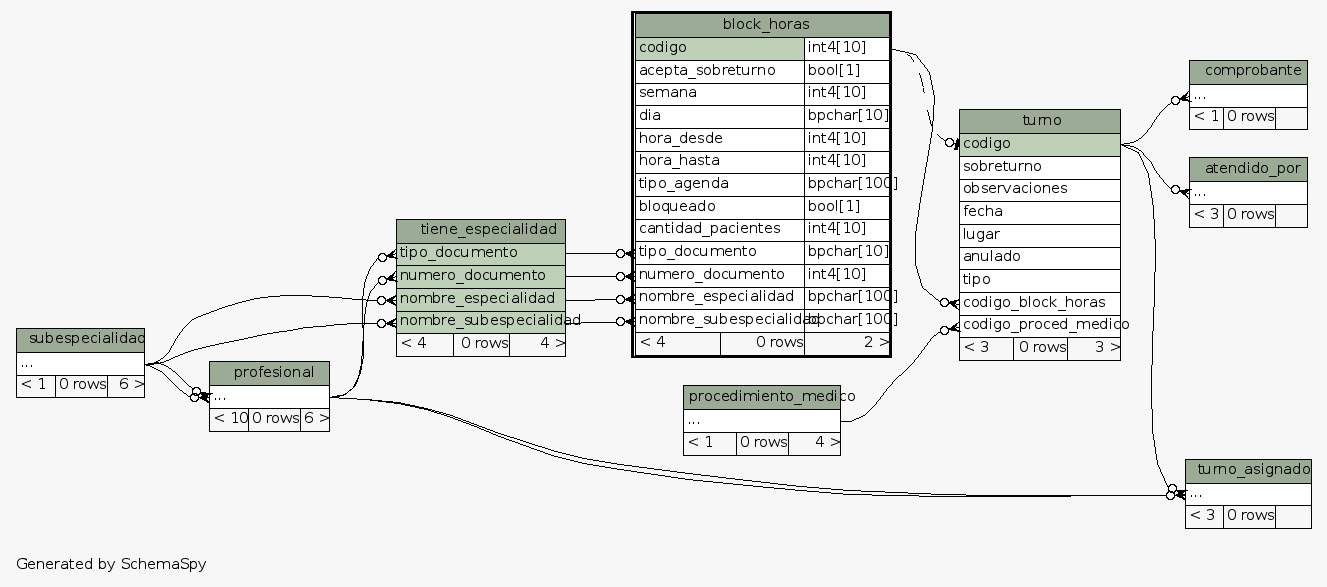 block_horas
codigo int4[10]
acepta_sobreturno bool[1]
semana int4[10]
dia bpchar[10]
hora_desde int4[10]
hora_hasta int4[10]
tipo_agenda bpchar[100]
bloqueado bool[1]
cantidad_pacientes int4[10]
tipo_documento bpchar[10]
numero_documento int4[10]
nombre_especialidad bpchar[100]
nombre_subespecialidad bpchar[100]
< 4 0 rows 2 >
comprobante
...
< 1 0 rows
turno
codigo
sobreturno
observaciones
fecha
lugar
anulado
tipo
codigo_block_horas
codigo_proced_medico
< 3 0 rows 3 >
atendido_por
...
< 3 0 rows
tiene_especialidad
tipo_documento
numero_documento
nombre_especialidad
nombre_subespecialidad
< 4 0 rows 4 >
subespecialidad
...
< 1 0 rows 6 >
profesional
...
< 10 0 rows 6 >
procedimiento_medico
...
< 1 0 rows 4 >
turno_asignado
...
< 3 0 rows
Generated by SchemaSpy